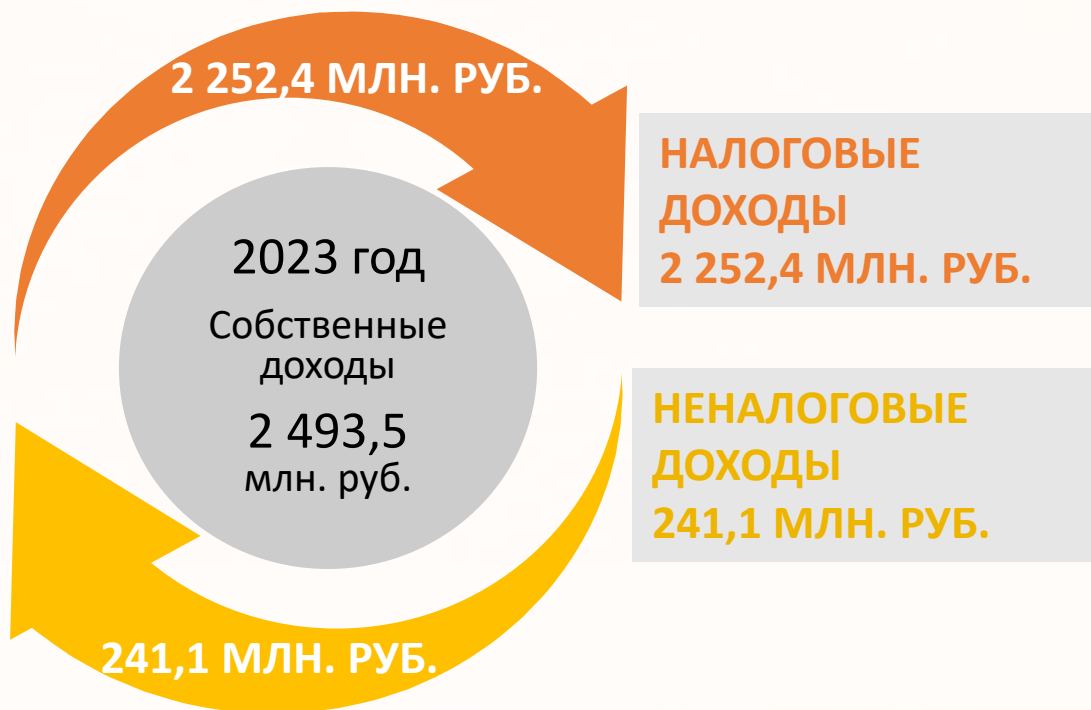 2 252,4 МЛН. РУБ.
НАЛОГОВЫЕ
ДОХОДЫ
2 252,4 МЛН. РУБ.
2023 год
Собственные
доходы
2 493,5
млн. руб.
НЕНАЛОГОВЫЕ
ДОХОДЫ
241,1 МЛН. РУБ.
241,1 МЛН. РУБ.